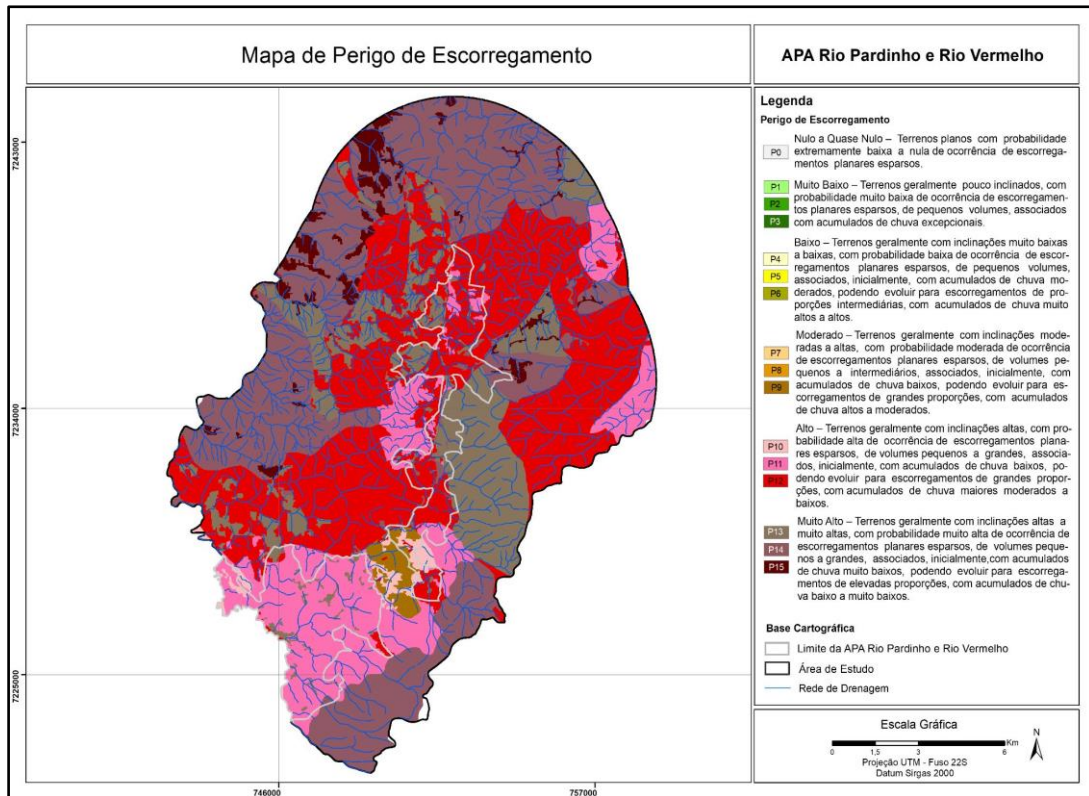 Mapa de Perigo de Escorregamento
APA Rio Pardinho e Rio Vermelho
7243000
7234000
7225000
746000
757000
Legenda
Perigo de Escorregamento
P0
Nulo a Quase Nulo – Terrenos planos com probabilidade
extremamente baixa a nula de ocorrência de escorrega-
mentos planares esparsos.
P1
P2
P3
Muito Baixo – Terrenos geralmente pouco inclinados, com
probabilidade muito baixa de ocorrência de escorregamen-
tos planares esparsos, de pequenos volumes, associados
com acumulados de chuva excepcionais.
P4
P5
P6
Baixo – Terrenos geralmente com inclinações muito baixas
a baixas, com probabilidade baixa de ocorrência de escor-
regamentos planares esparsos, de pequenos volumes,
associados, inicialmente, com acumulados de chuva mo-
derados, podendo evoluir para escorregamentos de pro-
porções intermediárias, com acumulados de chuva muito
altos a altos.
P7
P8
P9
Moderado – Terrenos geralmente com inclinações mode-
radas a altas, com probabilidade moderada de ocorrência
de escorregamentos planares esparsos, de volumes pe-
quenos a intermediários, associados, inicialmente, com
acumulados de chuva baixos, podendo evoluir para es-
corregamentos de grandes proporções, com acumulados
de chuva altos a moderados.
P10
P11
P12
Alto – Terrenos geralmente com inclinações altas, com pro-
babilidade alta de ocorrência de escorregamentos plana-
res esparsos, de volumes pequenos a grandes, associa-
dos, inicialmente, com acumulados de chuva baixos, po-
dendo evoluir para escorregamentos de grandes propor-
ções, com acumulados de chuva maiores moderados a
baixos.
P13
P14
P15
Muito Alto – Terrenos geralmente com inclinações altas a
muito altas, com probabilidade muito alta de ocorrência de
escorregamentos planares esparsos, de volumes peque-
nos a grandes, associados, inicialmente,com acumulados
de chuva muito baixos, podendo evoluir para escorrega-
mentos de elevadas proporções, com acumulados de chu-
va baixo a muito baixos.
Base Cartográfica
Limite da APA Rio Pardinho e Rio Vermelho
Área de Estudo
Rede de Drenagem
Escala Gráfica
0 1,5 3 6 Km
N
Projeção UTM - Fuso 22S
Datum Sirgas 2000